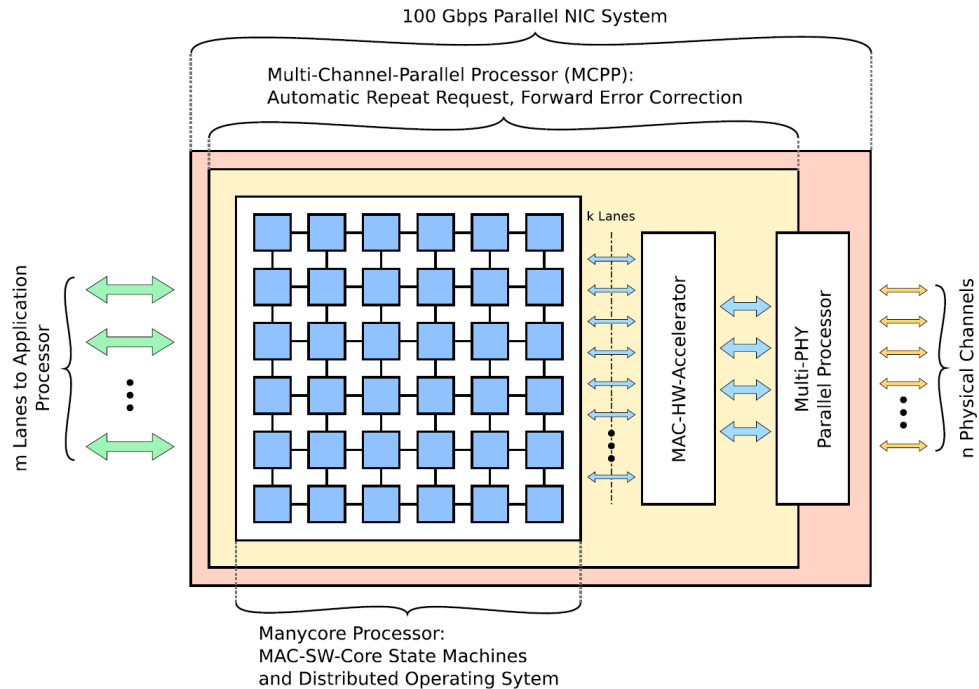 100 Gbps Parallel NIC System
Multi-Channel-Parallel Processor (MCPP):
Automatic Repeat Request, Forward Error Correction
k Lanes
m Lanes to Application
Processor
MAC-HW-Accelerator
Multi-PHY
Parallel Processor
n Physical Channels
Manycore Processor:
MAC-SW-Core State Machines
and Distributed Operating Sytem